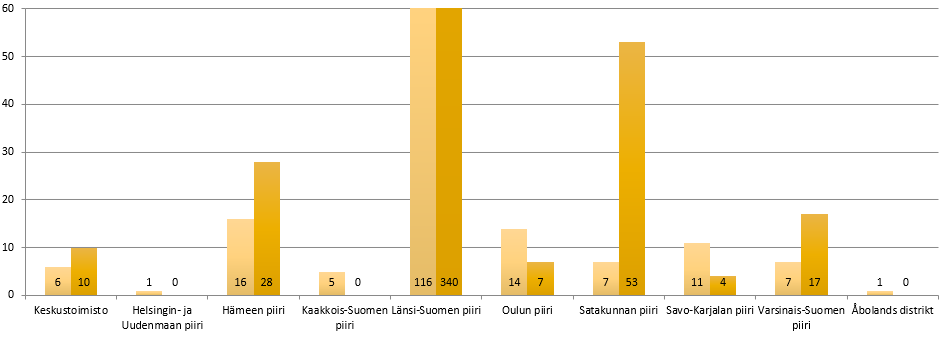 60
50
40
30
20
10
0
6 10 1 0 16 28 5 0 116 340 14 7 7 53 11 4 7 17 1 0
Keskustoimisto Helsingin- ja Hämeen piiri Kaakkois-Suomen Länsi-Suomen piiri Oulun piiri Satakunnan piiri Savo-Karjalan piiri Varsinais-Suomen Åbolands distrikt
Uudenmaan piiri piiri piiri